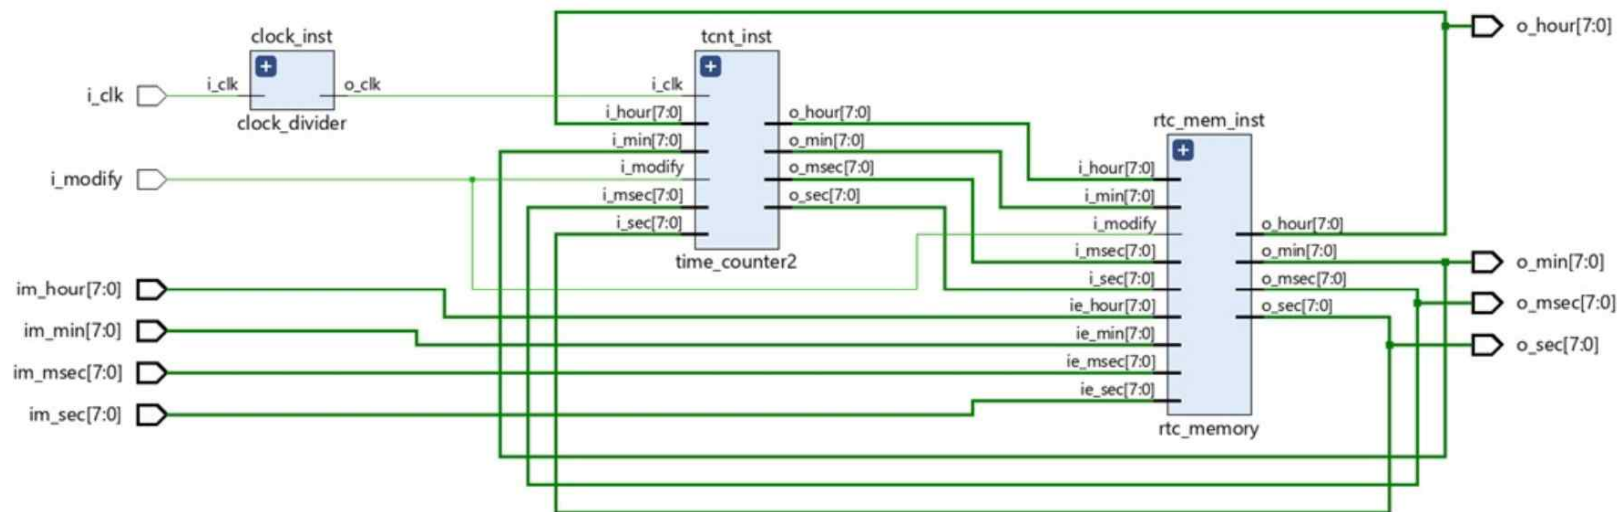 i_clk
i_modify
im_hour[7:0]
im_min[7:0]
im_msec[7:0]
im_sec[7:0]
clock_inst
i_clk
o_clk
clock_divider
tcnt_inst
i_clk
i_hour[7:0]
i_min[7:0]
i_modify
i_msec[7:0]
i_sec[7:0]
o_hour[7:0]
o_min[7:0]
o_msec[7:0]
o_sec[7:0]
time_counter2
rtc_mem_inst
i_hour[7:0]
i_min[7:0]
i_modify
i_msec[7:0]
i_sec[7:0]
ie_hour[7:0]
ie_min[7:0]
ie_msec[7:0]
ie_sec[7:0]
o_hour[7:0]
o_min[7:0]
o_msec[7:0]
o_sec[7:0]
rtc_memory
o_hour[7:0]
o_min[7:0]
o_msec[7:0]
o_sec[7:0]